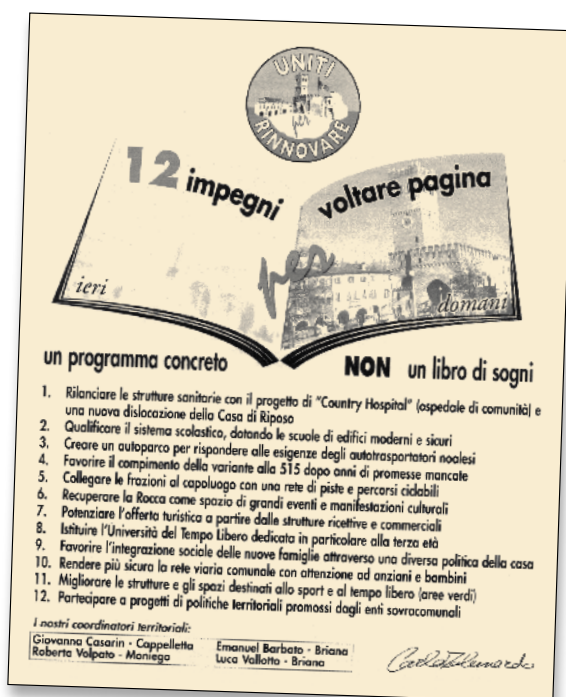 UNITI
per
RINNOVARE
12 impegni
per
voltare pagina
ieri
domani
un programma concreto
NON un libro di sogni
1. Rilanciare le strutture sanitarie con il progetto di "Country Hospital" (ospedale di comunità) e
una nuova dislocazione della Casa di Riposo
2. Qualificare il sistema scolastico, dotando le scuole di edifici moderni e sicuri
3. Creare un autoparco per rispondere alle esigenze degli autotrasportatori noalesi
4. Favorire il compimento della variante alla 515 dopo anni di promesse mancate
5. Collegare le frazioni al capoluogo con una rete di piste e percorsi ciclabili
6. Recuperare la Rocca come spazio di grandi eventi e manifestazioni culturali
7. Potenziare l'offerta turistica a partire dalle strutture ricettive e commerciali
8. Istituire l'Università del Tempo Libero dedicata in particolare alla terza età
9. Favorire l'integrazione sociale delle nuove famiglie attraverso una diversa politica della casa
10. Rendere più sicura la rete viaria comunale con attenzione ad anziani e bambini
11. Migliorare le strutture e gli spazi destinati allo sport e al tempo libero (aree verdi)
12. Partecipare a progetti di politiche territoriali promossi dagli enti sovracomunali
I nostri coordinatori territoriali:
Giovanna Casarin - Cappelletta
Roberta Volpato - Moniego
Emanuel Barbato - Briana
Luca Vallotto - Briana